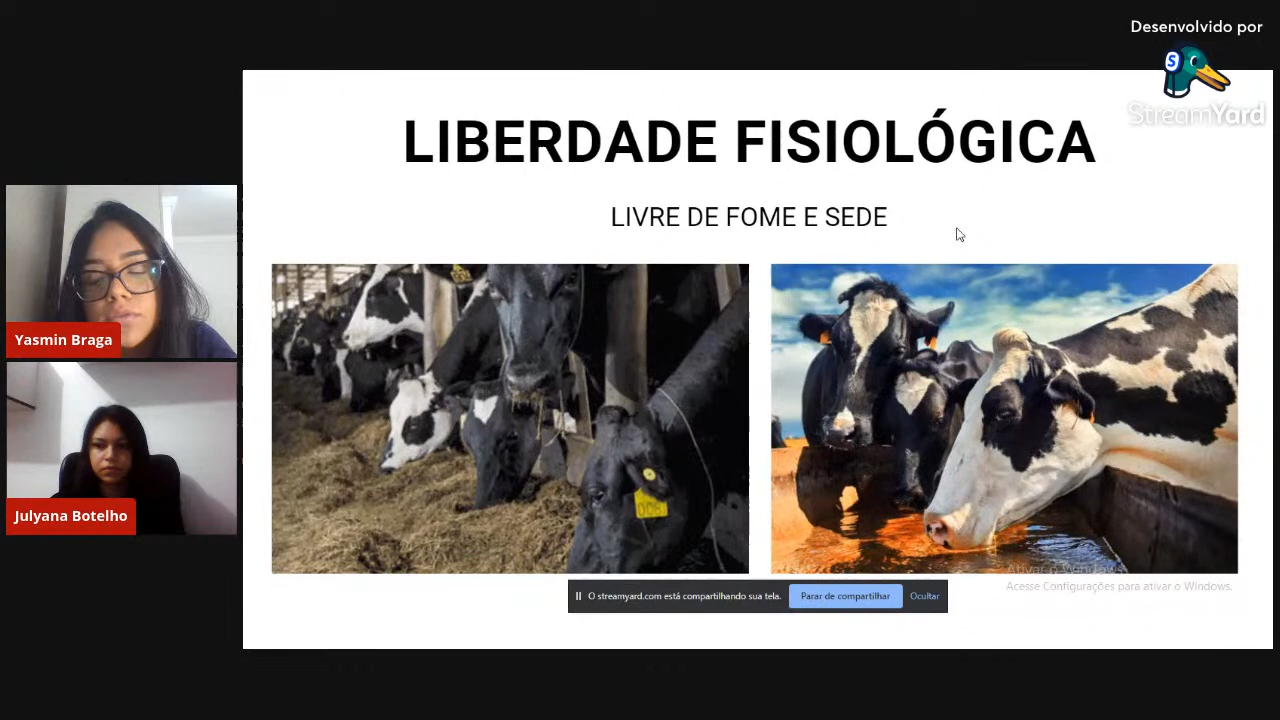 Desenvolvido por
StreamYard
LIBERDADE FISIOLÓGICA
LIVRE DE FOME E SEDE
Yasmin Braga
Julyana Botelho
Ativar o Windows
Acesse Configurações para ativar o Windows.
O streamyard.com está compartilhando sua tela.
Parar de compartilhar
Ocultar